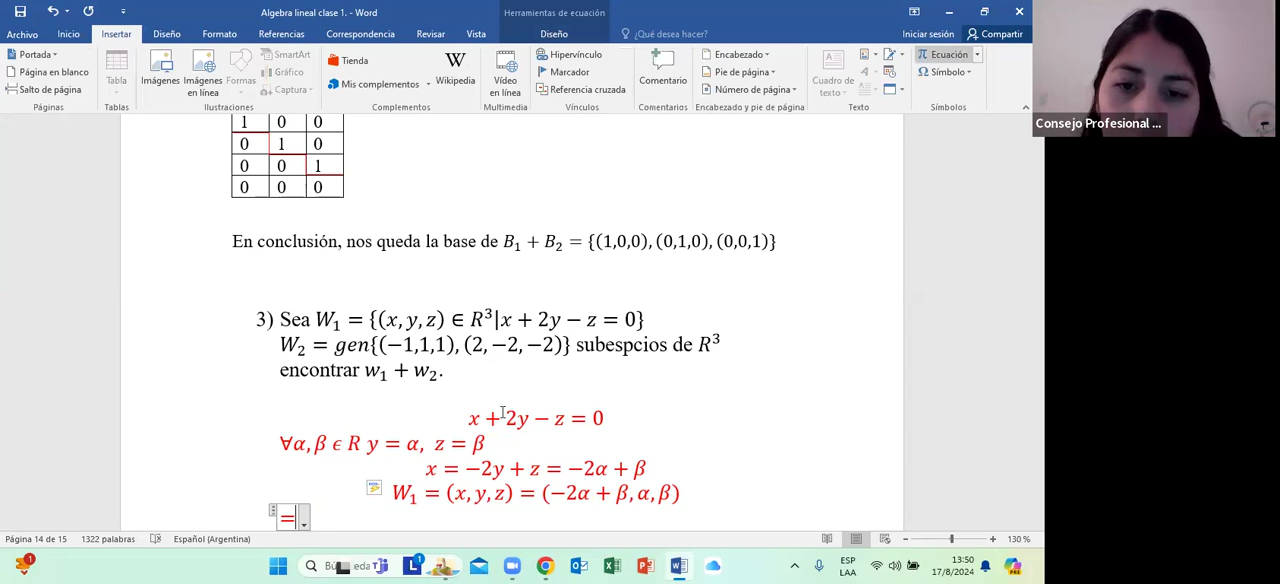 Algebra lineal clase 1. - Word
Herramientas de ecuación
Archivo Inicio Insertar Diseño Formato Referencias Correspondencia Revisar Vista Diseño ¿Qué desea hacer? Iniciar sesión Compartir
Portada
Página en blanco
Salto de página
Páginas
Tabla
Tablas
Imágenes
Imágenes en línea
Formas
SmartArt
Gráfico
Captura
Ilustraciones
Tienda
Mis complementos
Wikipedia
Complementos
Vídeo en línea
Multimedia
Hipervínculo
Marcador
Referencia cruzada
Vínculos
Comentario
Comentarios
Encabezado
Pie de página
Número de página
Encabezado y pie de página
Cuadro de texto
Texto
π Ecuación
Ω Símbolo
Símbolos
Consejo Profesional ...
1 0 0
0 1 0
0 0 1
0 0 0
En conclusión, nos queda la base de B₁ + B₂ = {(1,0,0), (0,1,0), (0,0,1)}
3) Sea W₁ = {(x, y, z) ∈ R³|x + 2y − z = 0}
W₂ = gen{(−1,1,1), (2, −2, −2)} subespcios de R³
encontrar w₁ + w₂.
x + 2y − z = 0
∀α, β ϵ R y = α, z = β
x = −2y + z = −2α + β
W₁ = (x, y, z) = (−2α + β, α, β)
=
Página 14 de 15 1322 palabras Español (Argentina) 130 %
ESP
LAA
13:50
17/8/2024